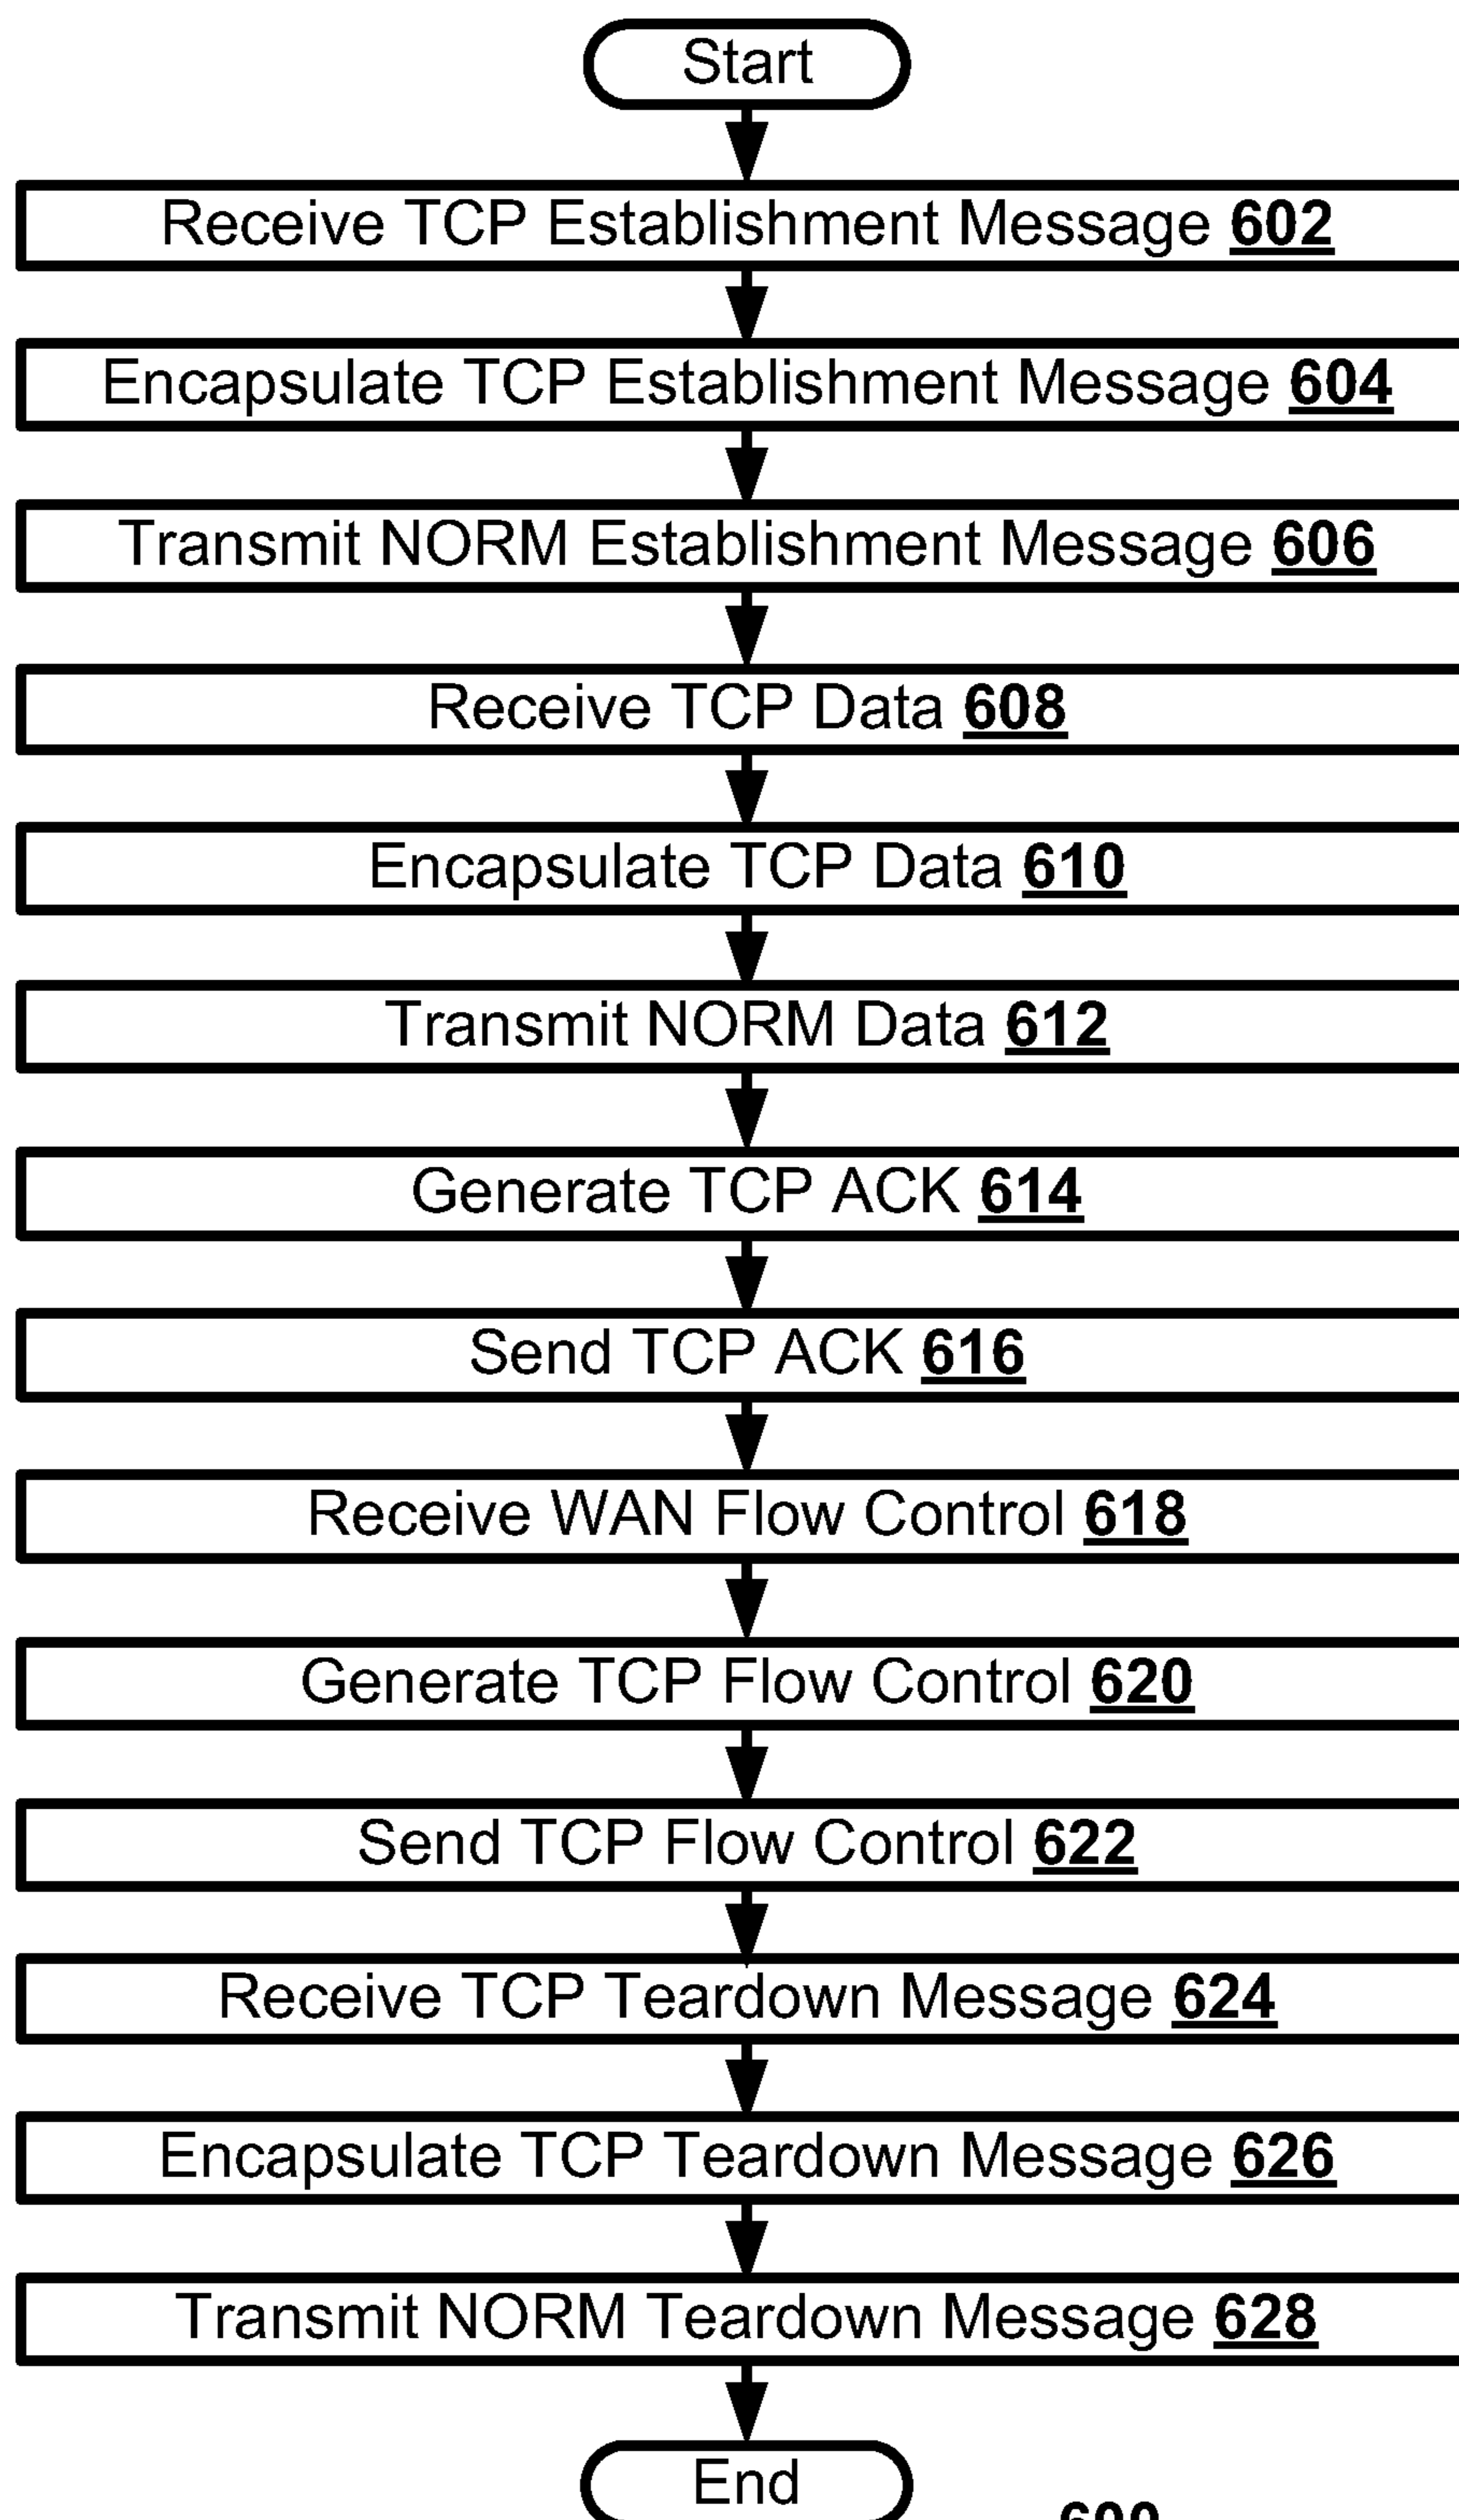 Start
Receive TCP Establishment Message 602
Encapsulate TCP Establishment Message 604
Transmit NORM Establishment Message 606
Receive TCP Data 608
Encapsulate TCP Data 610
Transmit NORM Data 612
Generate TCP ACK 614
Send TCP ACK 616
Receive WAN Flow Control 618
Generate TCP Flow Control 620
Send TCP Flow Control 622
Receive TCP Teardown Message 624
Encapsulate TCP Teardown Message 626
Transmit NORM Teardown Message 628
End